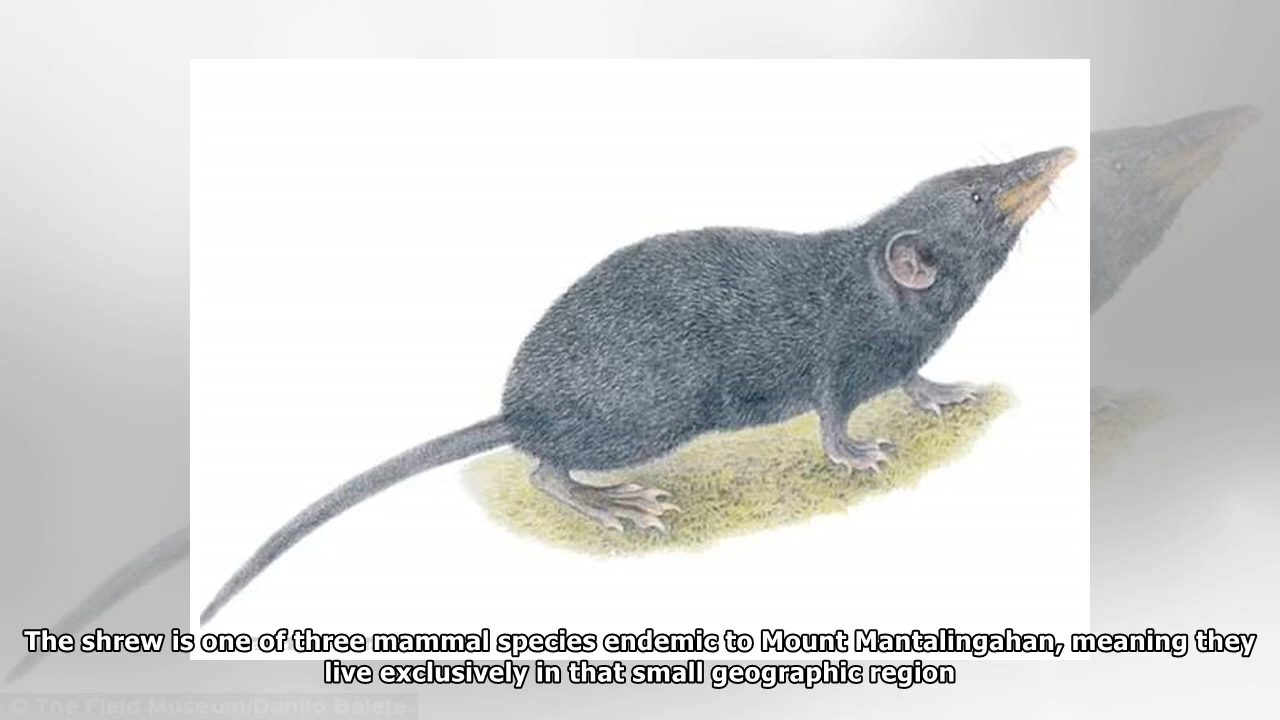 The shrew is one of three mammal species endemic to Mount Mantalingahan, meaning they
live exclusively in that small geographic region
© The Field Museum/Danilo Balete